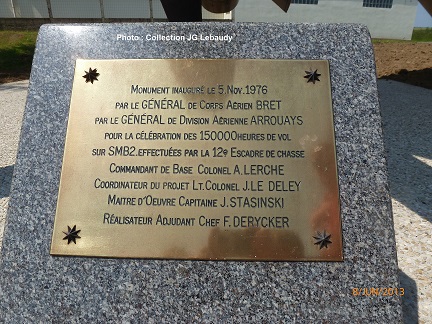 Photo : Collection JG Lebaudy
MONUMENT INAUGURÉ LE 5.NOV.1976
PAR LE GÉNÉRAL DE CORPS AÉRIEN BRET
PAR LE GÉNÉRAL DE DIVISION AÉRIENNE ARROUAYS
POUR LA CÉLÉBRATION DES 150000 HEURES DE VOL
SUR SMB2.EFFECTUÉES PAR LA 12e ESCADRE DE CHASSE
COMMANDANT DE BASE COLONEL A.LERCHE
COORDINATEUR DU PROJET LT.COLONEL J.LE DELEY
MAITRE D'OEUVRE CAPITAINE J.STASINSKI
RÉALISATEUR ADJUDANT CHEF F.DERYCKER
8/JUN/2013